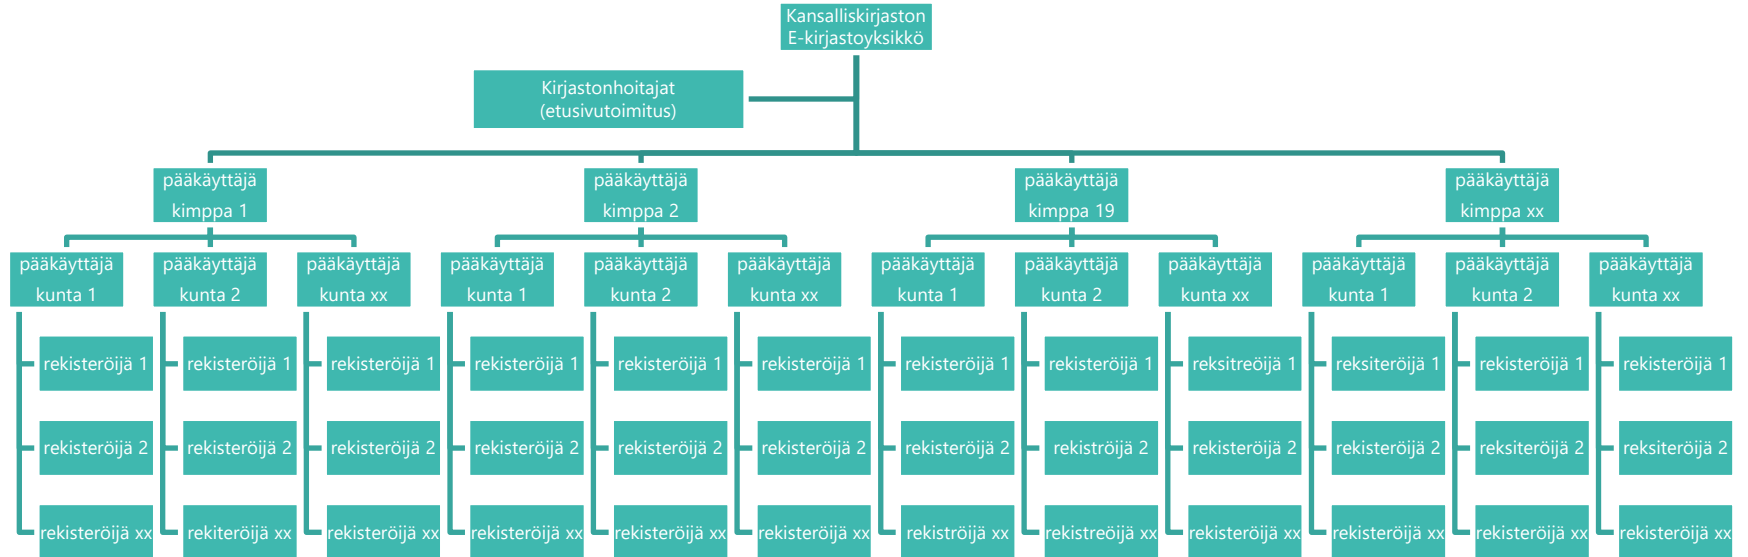 Kansalliskirjaston
E-kirjastoyksikkö
Kirjastonhoitajat
(etusivutoimitus)
pääkäyttäjä
kimppa 1
pääkäyttäjä
kimppa 2
pääkäyttäjä
kimppa 19
pääkäyttäjä
kimppa xx
pääkäyttäjä
kunta 1
pääkäyttäjä
kunta 2
pääkäyttäjä
kunta xx
pääkäyttäjä
kunta 1
pääkäyttäjä
kunta 2
pääkäyttäjä
kunta xx
pääkäyttäjä
kunta 1
pääkäyttäjä
kunta 2
pääkäyttäjä
kunta xx
pääkäyttäjä
kunta 1
pääkäyttäjä
kunta 2
pääkäyttäjä
kunta xx
rekisteröijä 1
rekisteröijä 1
rekisteröijä 1
rekisteröijä 1
rekisteröijä 1
rekisteröijä 1
rekisteröijä 1
rekisteröijä 1
reksitreöijä 1
reksiteröijä 1
rekisteröijä 1
rekisteröijä 1
rekisteröijä 2
rekisteröijä 2
rekisteröijä 2
rekisteröijä 2
rekisteröijä 2
rekisteröijä 2
rekisteröijä 2
rekiströijä 2
rekisteröijä 2
rekisteröijä 2
reksiteröijä 2
reksiteröijä 2
rekisteröijä xx
rekiteröijä xx
rekisteröijä xx
rekisteröijä xx
rekisteröijä xx
rekisteröijä xx
rekiströijä xx
rekistreöijä xx
rekisteröijä xx
rekisteröijä xx
rekisteröijä xx
rekisteröijä xx